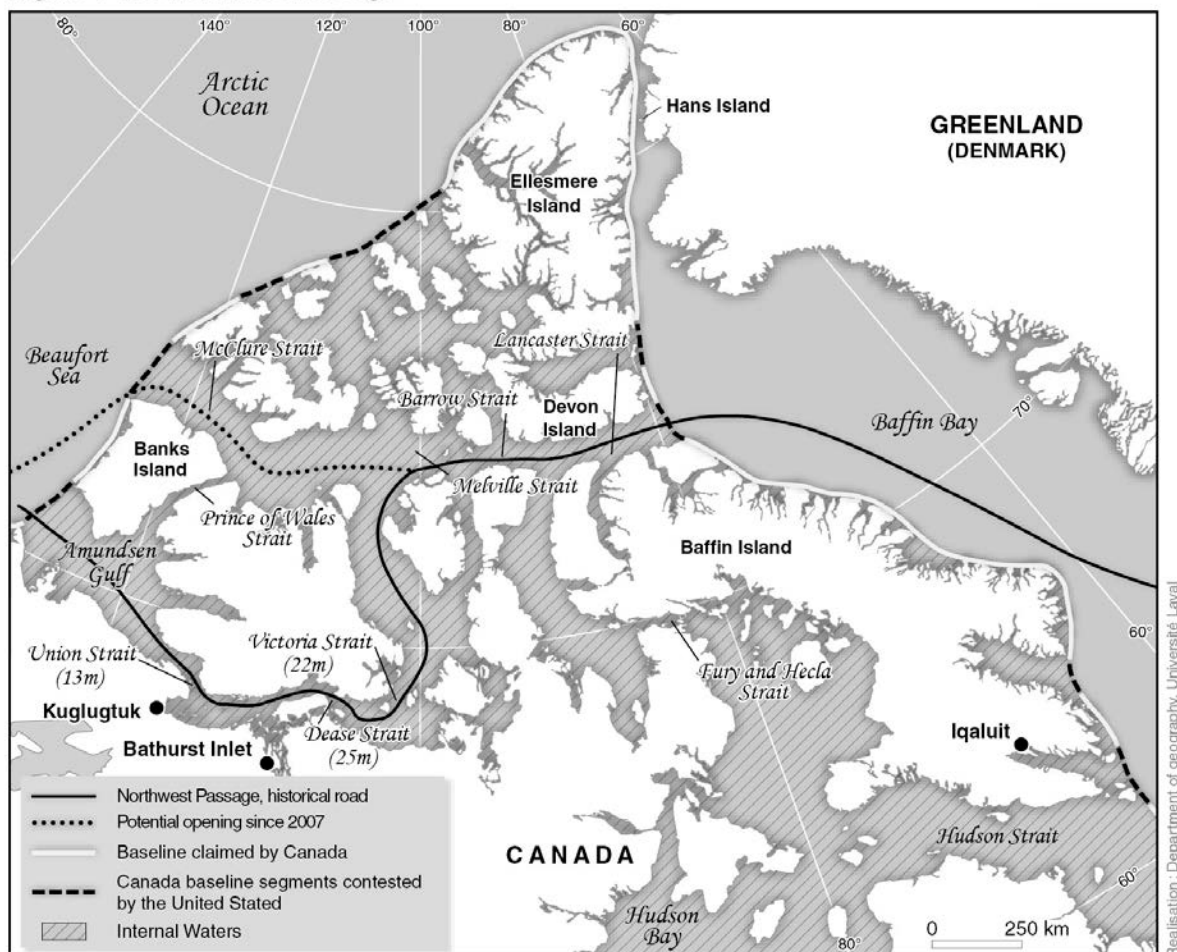 80°
140°
120°
100°
80°
60°
Arctic
Ocean
Hans Island
GREENLAND
(DENMARK)
Ellesmere
Island
Beaufort
Sea
McClure Strait
Lancaster Strait
Barrow Strait
Devon
Island
Baffin Bay
70°
Banks
Island
Melville Strait
Prince of Wales
Strait
Amundsen
Gulf
Baffin Island
Victoria Strait
(22m)
Union Strait
(13m)
Fury and Hecla
Strait
60°
Kuglugtuk
Dease Strait
(25m)
Bathurst Inlet
Iqaluit
Northwest Passage, historical road
Potential opening since 2007
Baseline claimed by Canada
Canada baseline segments contested
by the United Stated
Internal Waters
CANADA
Hudson Strait
Hudson
Bay
60°
80°
0 250 km
Realisation : Department of geography, Université Laval